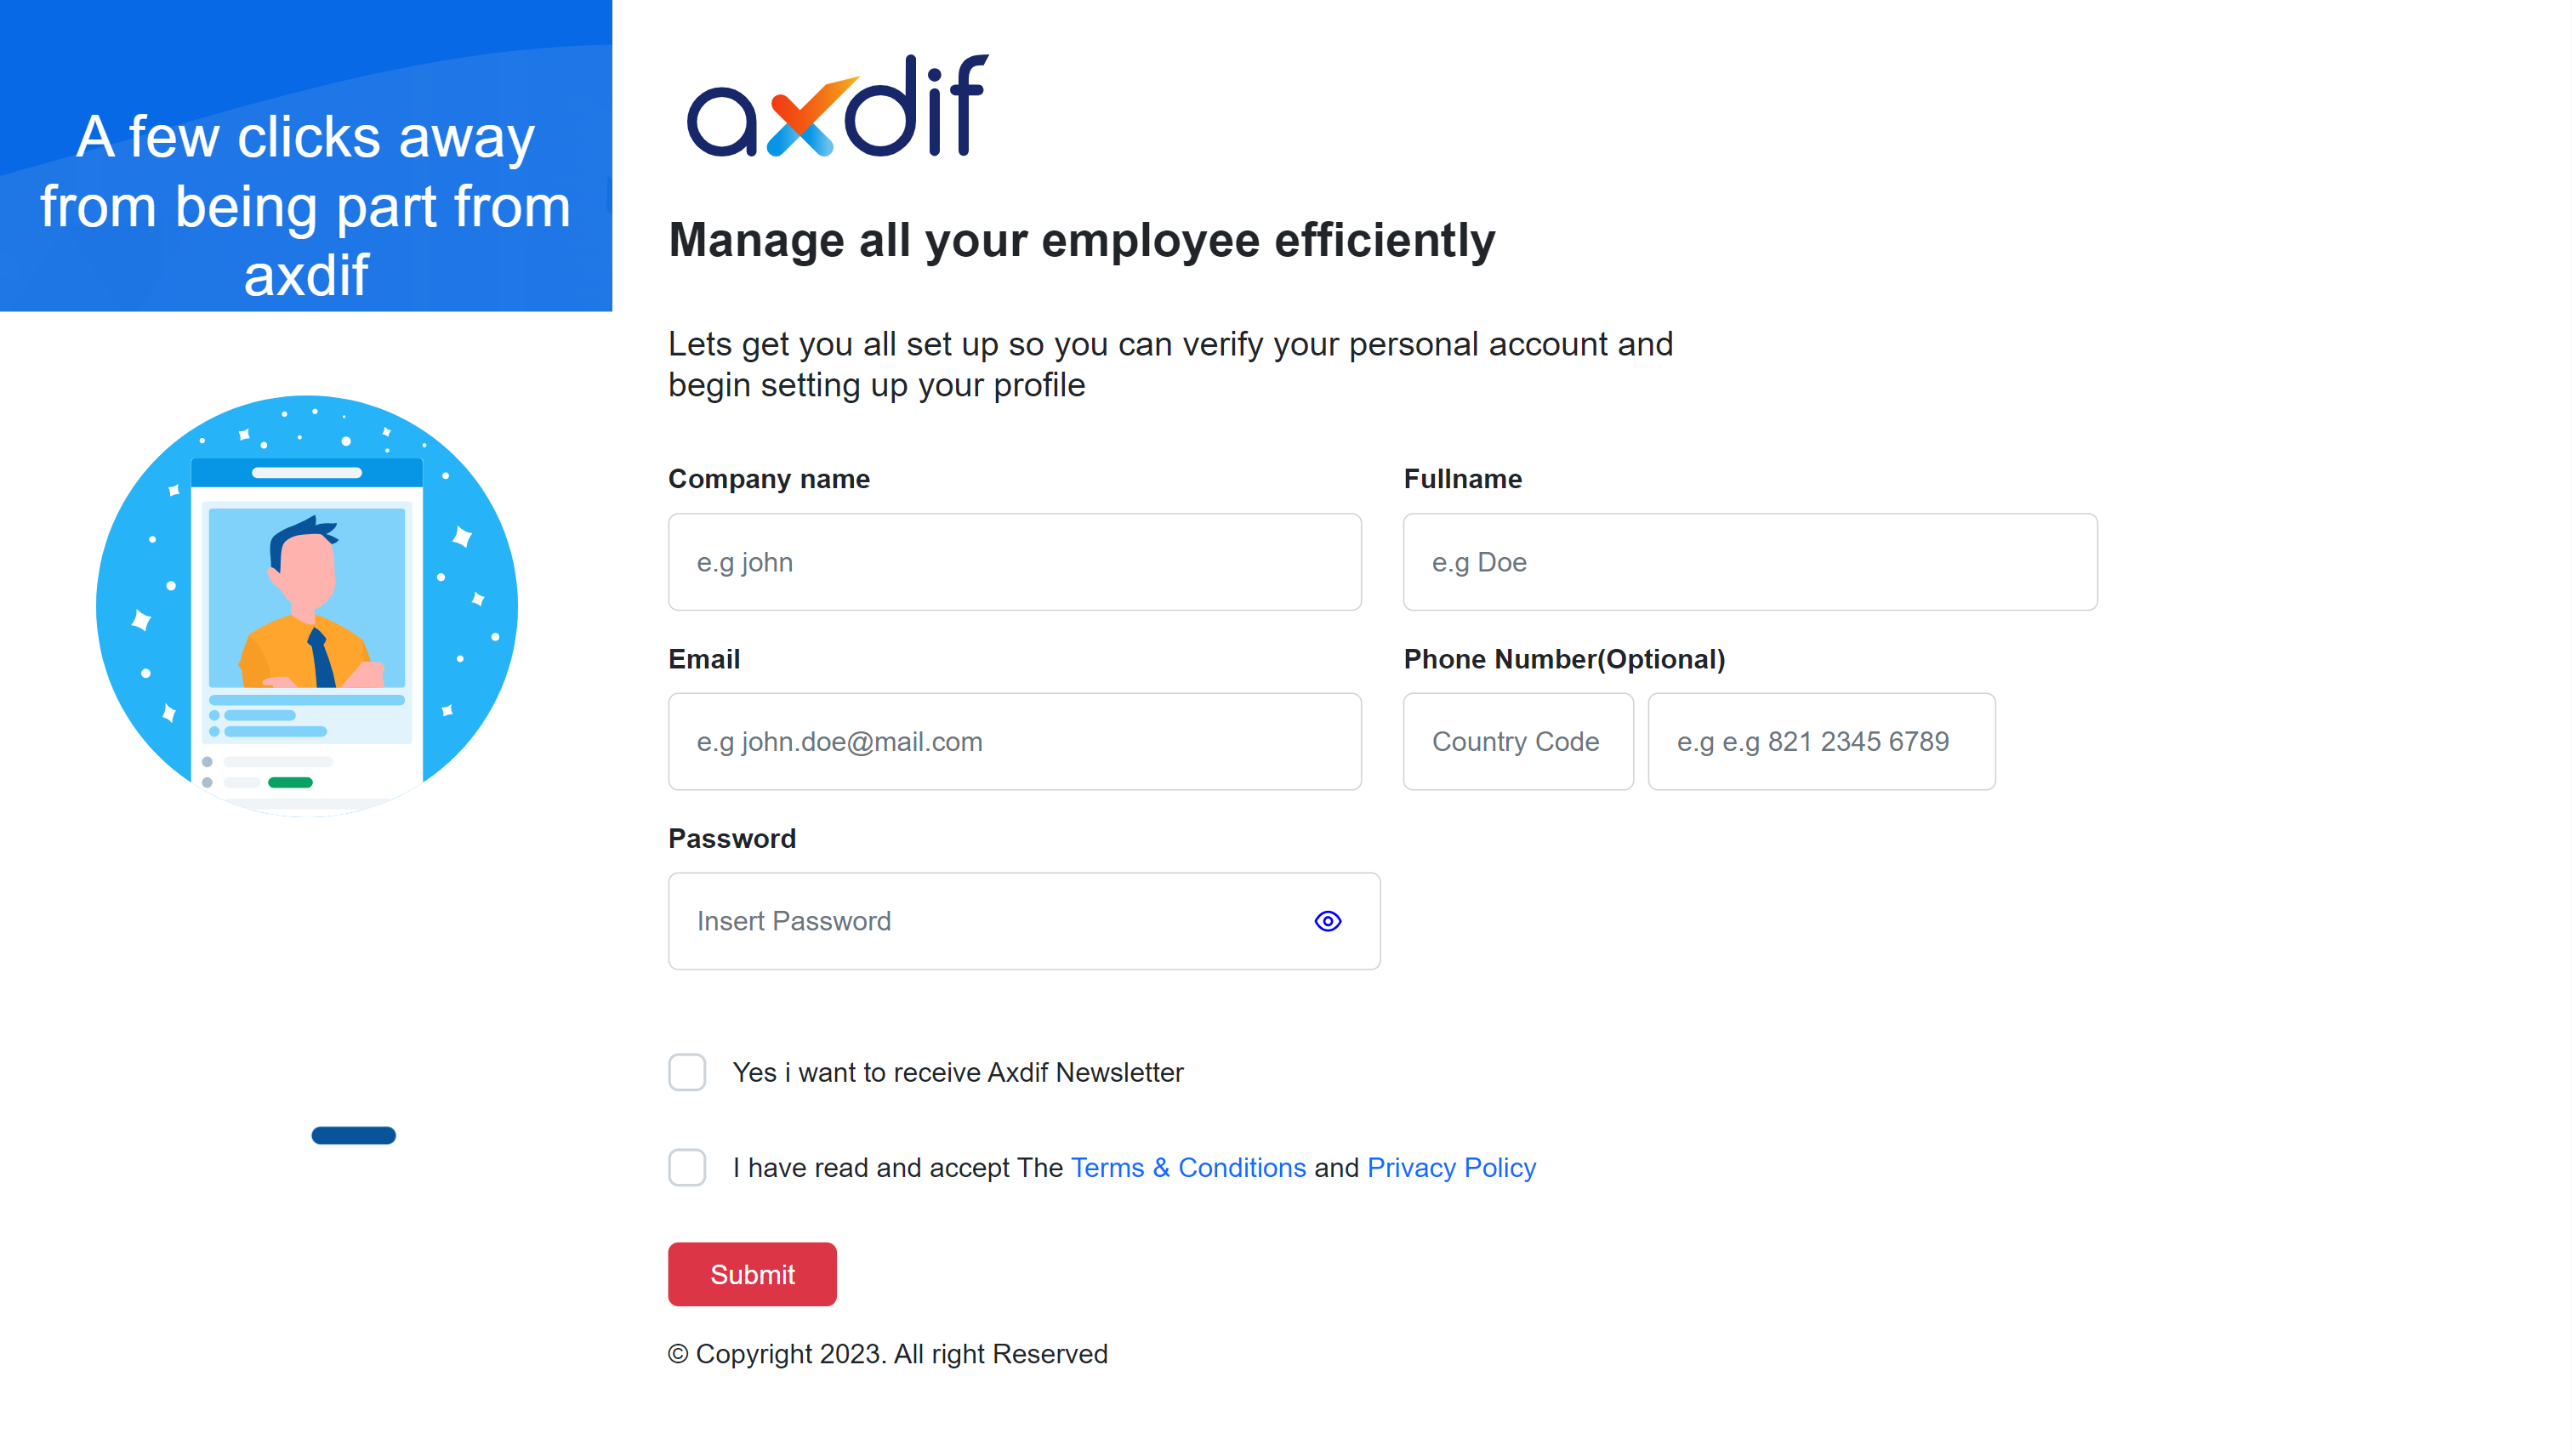 A few clicks away
from being part from
axdif
axdif
Manage all your employee efficiently
Lets get you all set up so you can verify your personal account and
begin setting up your profile
Company name
Fullname
e.g john
e.g Doe
Email
Phone Number(Optional)
e.g john.doe@mail.com
Country Code
e.g e.g 821 2345 6789
Password
Insert Password
Yes i want to receive Axdif Newsletter
I have read and accept The Terms & Conditions and Privacy Policy
Submit
© Copyright 2023. All right Reserved